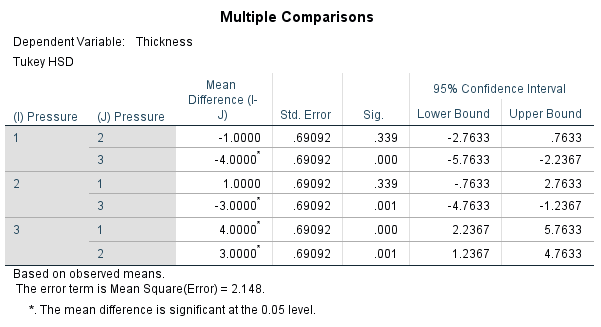 Multiple Comparisons
Dependent Variable: Thickness
Tukey HSD
Mean
Difference (I-
J)
95% Confidence Interval
(I) Pressure (J) Pressure Std. Error Sig. Lower Bound Upper Bound
1 2 -1.0000 .69092 .339 -2.7633 .7633
3 -4.0000* .69092 .000 -5.7633 -2.2367
2 1 1.0000 .69092 .339 -.7633 2.7633
3 -3.0000* .69092 .001 -4.7633 -1.2367
3 1 4.0000* .69092 .000 2.2367 5.7633
2 3.0000* .69092 .001 1.2367 4.7633
Based on observed means.
The error term is Mean Square(Error) = 2.148.
*. The mean difference is significant at the 0.05 level.